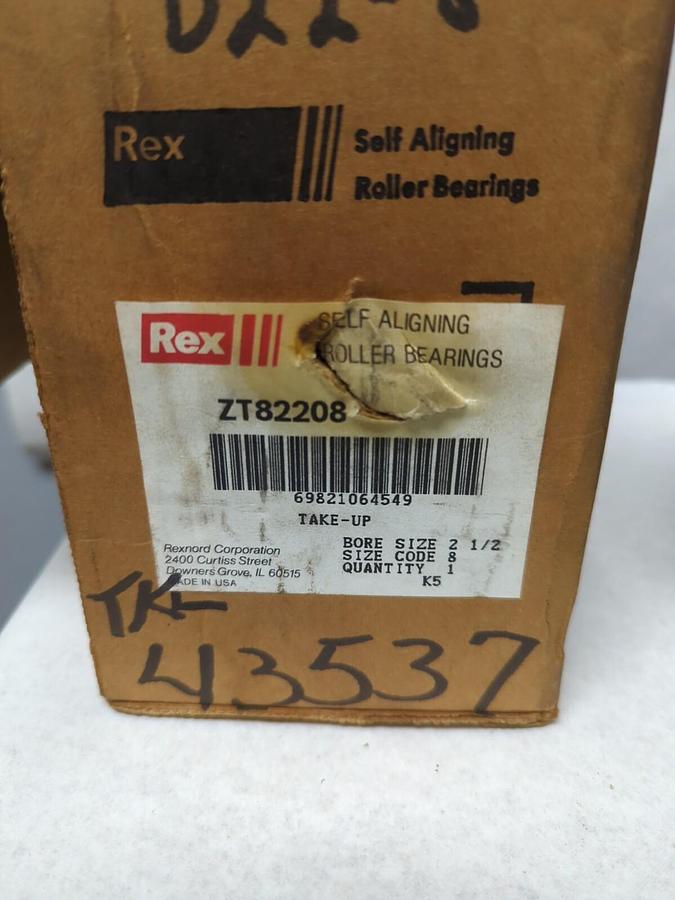 Rex
Self Aligning
Roller Bearings
Rex
SELF ALIGNING
ROLLER BEARINGS
ZT82208
69821064549
TAKE-UP
BORE SIZE 2 1/2
SIZE CODE 8
QUANTITY 1
K5
Rexnord Corporation
2400 Curtiss Street
Downers Grove, IL 60515
MADE IN USA
43537